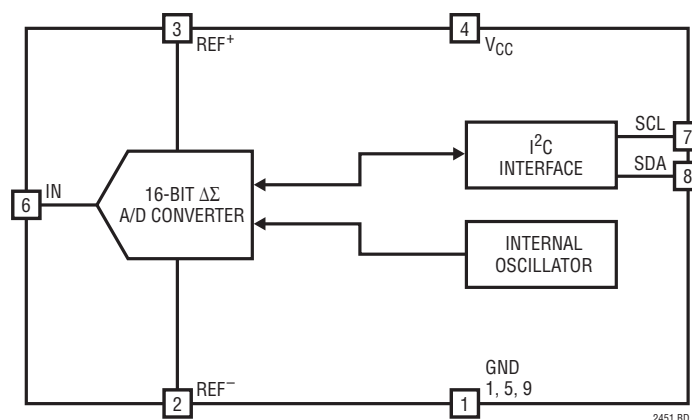 3
REF⁺
4
VCC
6
IN
16-BIT ΔΣ
A/D CONVERTER
I²C
INTERFACE
SCL
7
SDA
8
INTERNAL
OSCILLATOR
2
REF⁻
1
GND
1, 5, 9
2451 BD